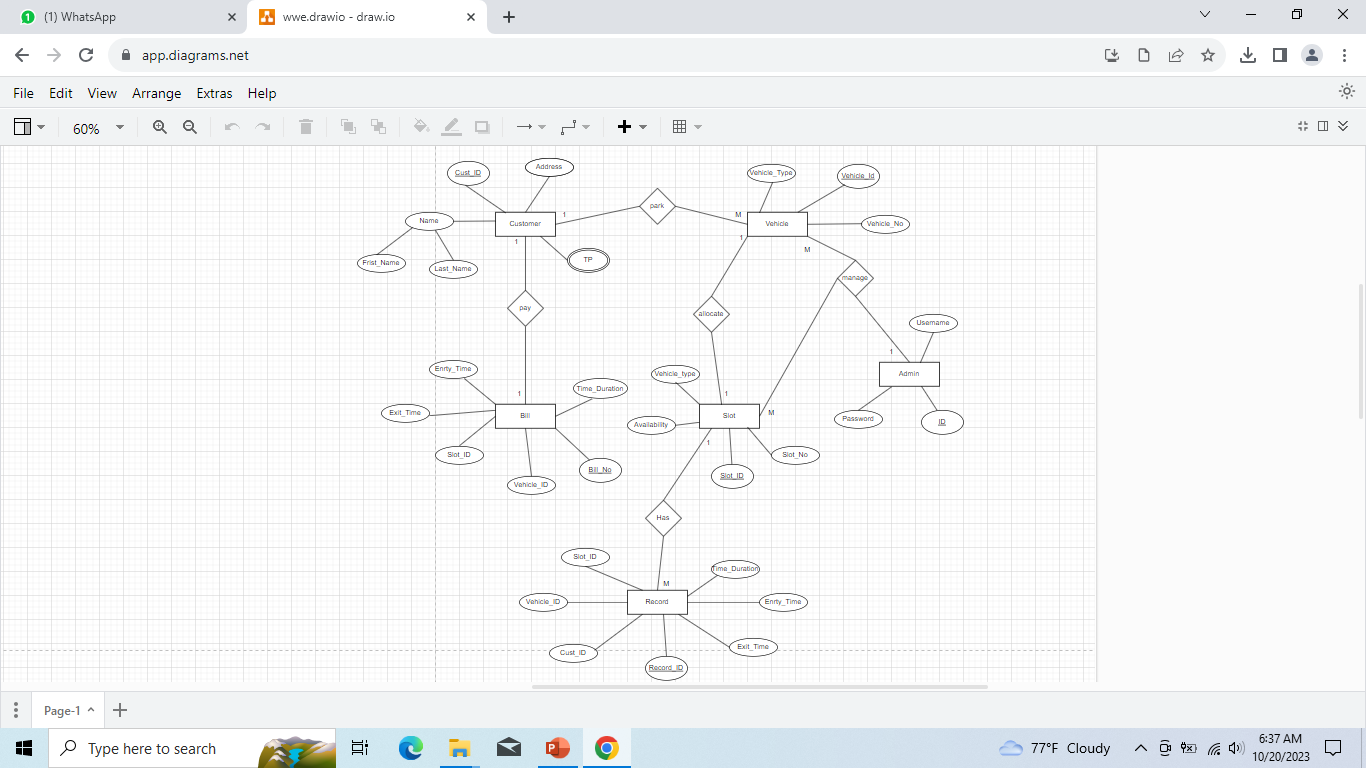 (1) WhatsApp
wwe.drawio - draw.io
app.diagrams.net
File Edit View Arrange Extras Help
60%
Cust_ID
Address
Vehicle_Type
Vehicle_Id
park
Name
Customer
1
M
Vehicle
Vehicle_No
1
1
M
Frist_Name
Last_Name
TP
manage
pay
allocate
Username
1
Enrty_Time
Vehicle_type
Admin
Time_Duration
1
1
Exit_Time
Bill
Slot
M
Password
ID
Availability
1
Slot_ID
Slot_No
Bill_No
Slot_ID
Vehicle_ID
Has
Slot_ID
Time_Duration
M
Vehicle_ID
Record
Enrty_Time
Cust_ID
Exit_Time
Record_ID
Page-1
Type here to search
77°F Cloudy
6:37 AM
10/20/2023